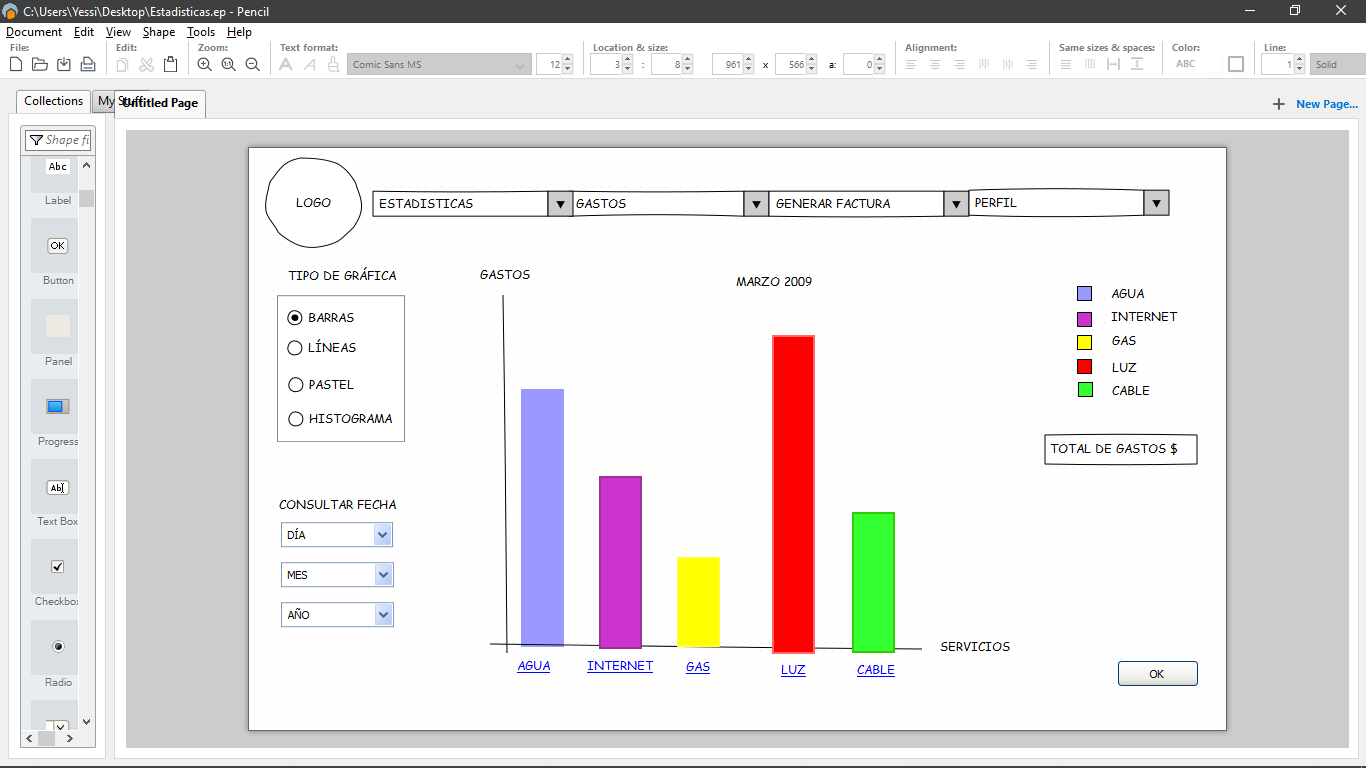 C:\Users\Yessi\Desktop\Estadisticas.ep - Pencil
Document Edit View Shape Tools Help
File: Edit: Zoom: Text format: Location & size: Alignment: Same sizes & spaces: Color: Line:
1:1 Comic Sans MS 12 3 : 8 961 x 566 a: 0 ABC 1 Solid
Collections My Stuff Untitled Page
New Page...
Shape fi
Abc
Label
OK
Button
Panel
Progress
Ab
Text Box
Checkbox
Radio
LOGO
ESTADISTICAS GASTOS GENERAR FACTURA PERFIL
TIPO DE GRÁFICA
BARRAS
LÍNEAS
PASTEL
HISTOGRAMA
CONSULTAR FECHA
DÍA
MES
AÑO
GASTOS
MARZO 2009
AGUA
INTERNET
GAS
LUZ
CABLE
TOTAL DE GASTOS $
SERVICIOS
AGUA INTERNET GAS LUZ CABLE
OK